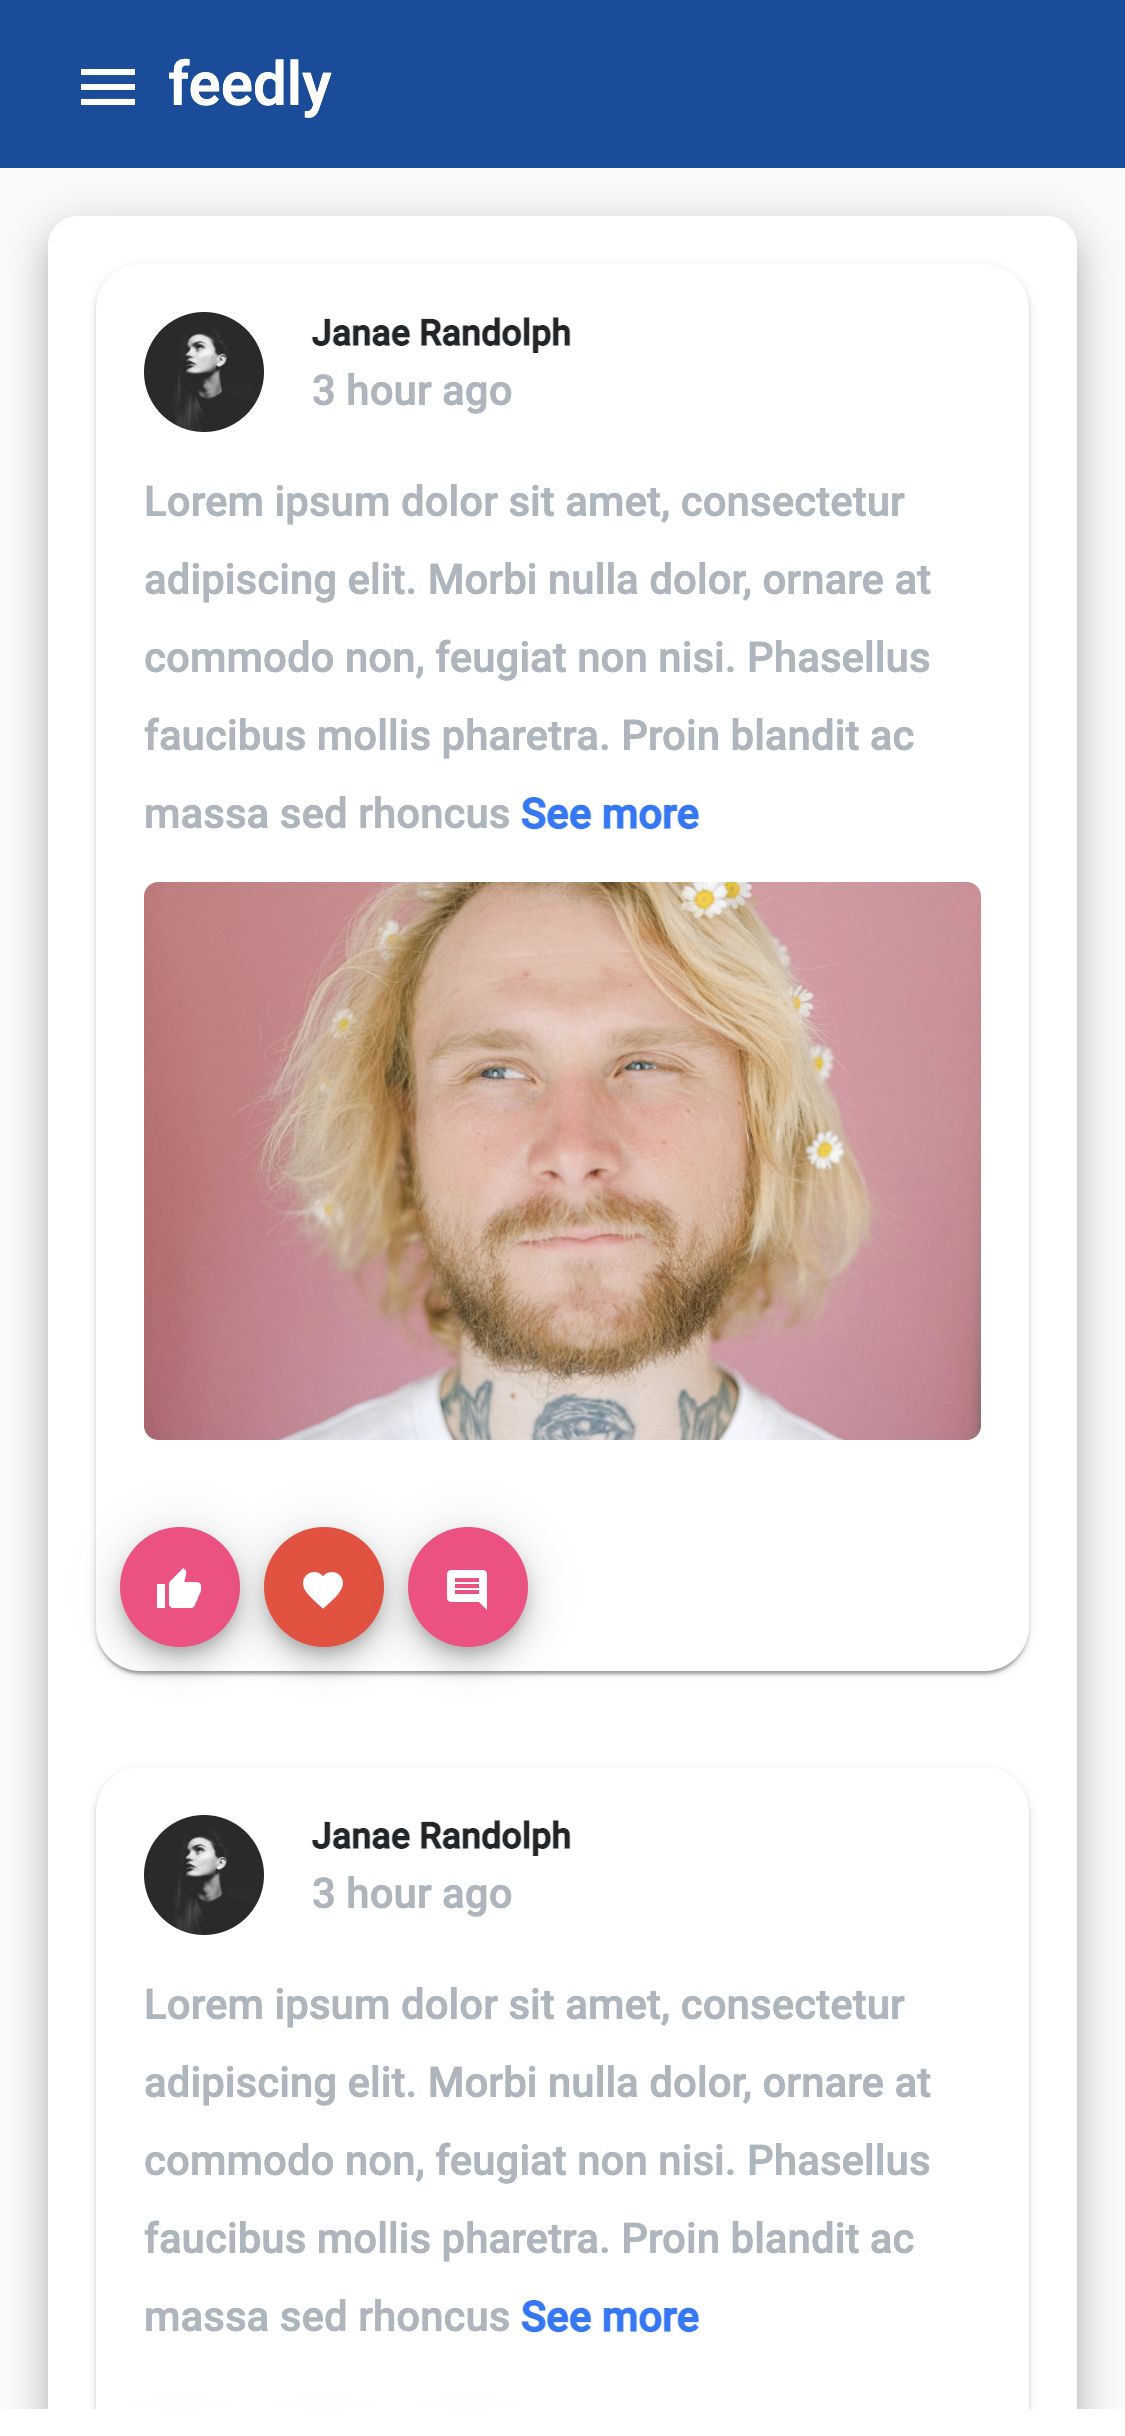 feedly
Janae Randolph
3 hour ago
Lorem ipsum dolor sit amet, consectetur
adipiscing elit. Morbi nulla dolor, ornare at
commodo non, feugiat non nisi. Phasellus
faucibus mollis pharetra. Proin blandit ac
massa sed rhoncus See more
Janae Randolph
3 hour ago
Lorem ipsum dolor sit amet, consectetur
adipiscing elit. Morbi nulla dolor, ornare at
commodo non, feugiat non nisi. Phasellus
faucibus mollis pharetra. Proin blandit ac
massa sed rhoncus See more